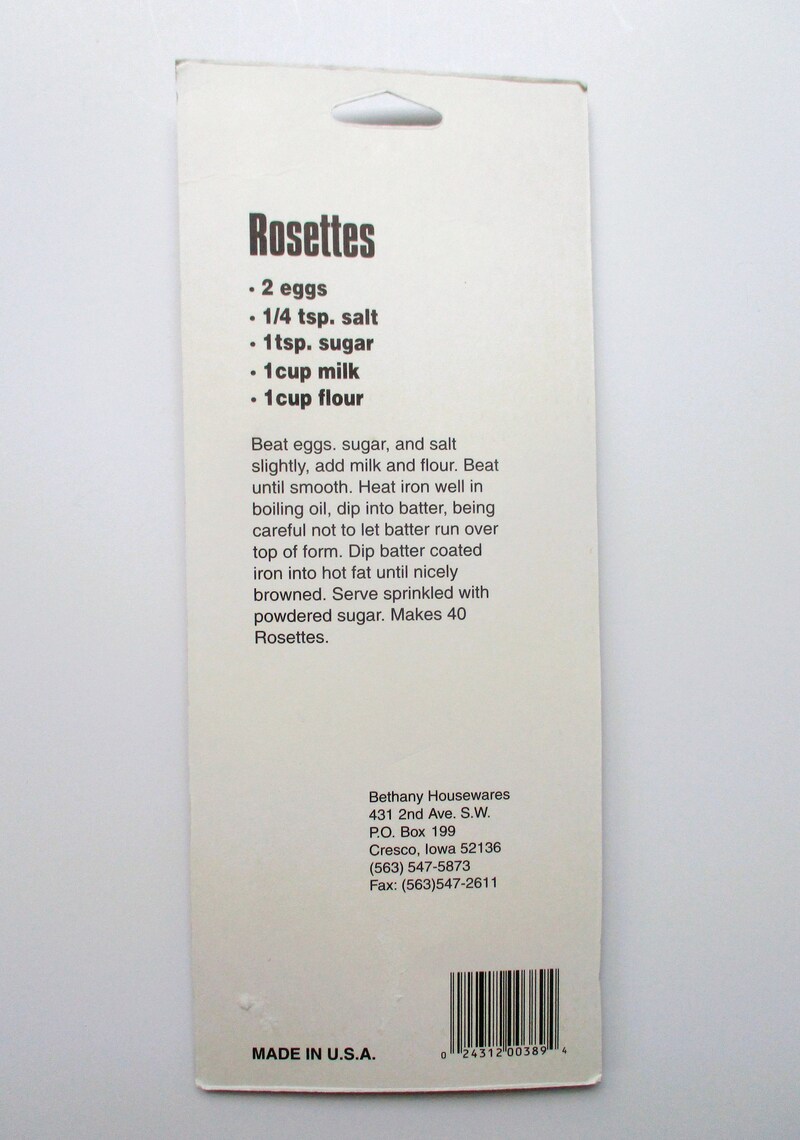 Rosettes
• 2 eggs
• 1/4 tsp. salt
• 1tsp. sugar
• 1cup milk
• 1cup flour
Beat eggs. sugar, and salt
slightly, add milk and flour. Beat
until smooth. Heat iron well in
boiling oil, dip into batter, being
careful not to let batter run over
top of form. Dip batter coated
iron into hot fat until nicely
browned. Serve sprinkled with
powdered sugar. Makes 40
Rosettes.
Bethany Housewares
431 2nd Ave. S.W.
P.O. Box 199
Cresco, Iowa 52136
(563) 547-5873
Fax: (563)547-2611
MADE IN U.S.A.
0 24312 00389 4